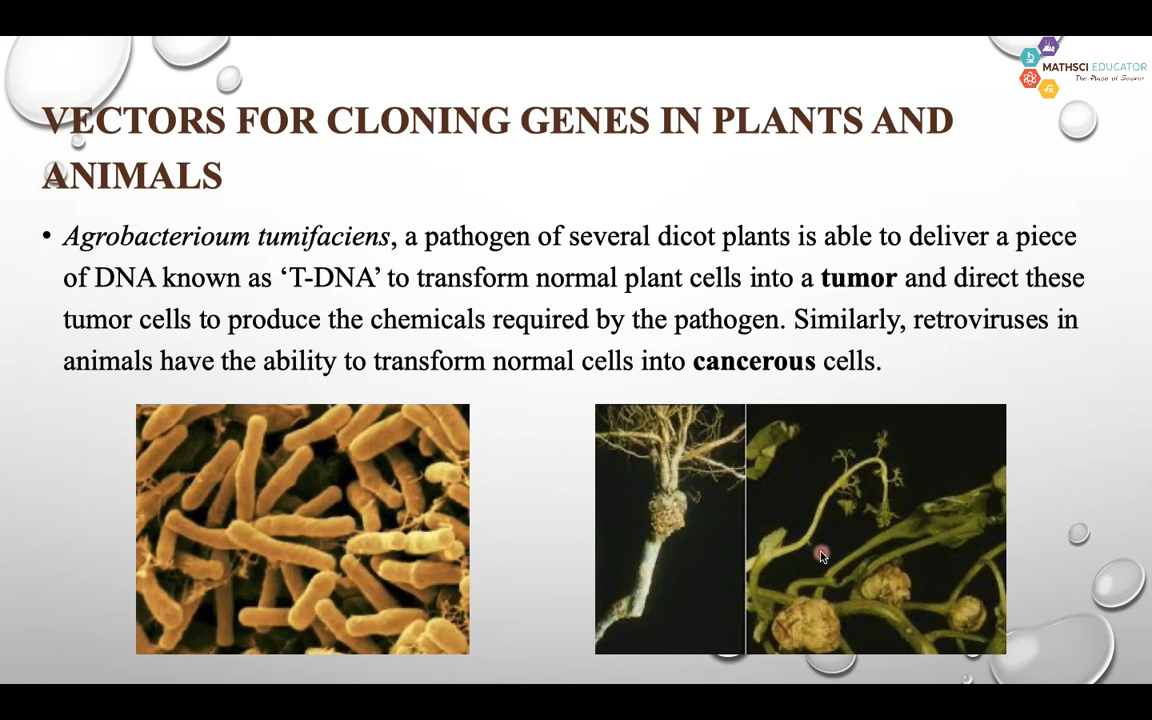 MATHSCI EDUCATOR
VECTORS FOR CLONING GENES IN PLANTS AND
ANIMALS
• Agrobacterioum tumifaciens, a pathogen of several dicot plants is able to deliver a piece
of DNA known as ‘T-DNA’ to transform normal plant cells into a tumor and direct these
tumor cells to produce the chemicals required by the pathogen. Similarly, retroviruses in
animals have the ability to transform normal cells into cancerous cells.